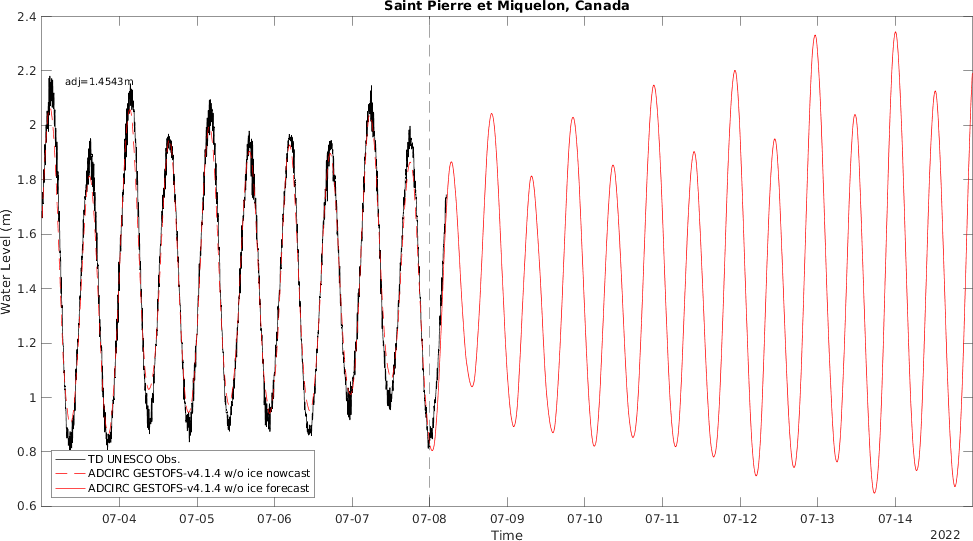 Saint Pierre et Miquelon, Canada
2.4
2.2
2
1.8
1.6
1.4
1.2
1
0.8
0.6
Water Level (m)
adj=1.4543m
TD UNESCO Obs.
ADCIRC GESTOFS-v4.1.4 w/o ice nowcast
ADCIRC GESTOFS-v4.1.4 w/o ice forecast
07-04 07-05 07-06 07-07 07-08 07-09 07-10 07-11 07-12 07-13 07-14
Time
2022